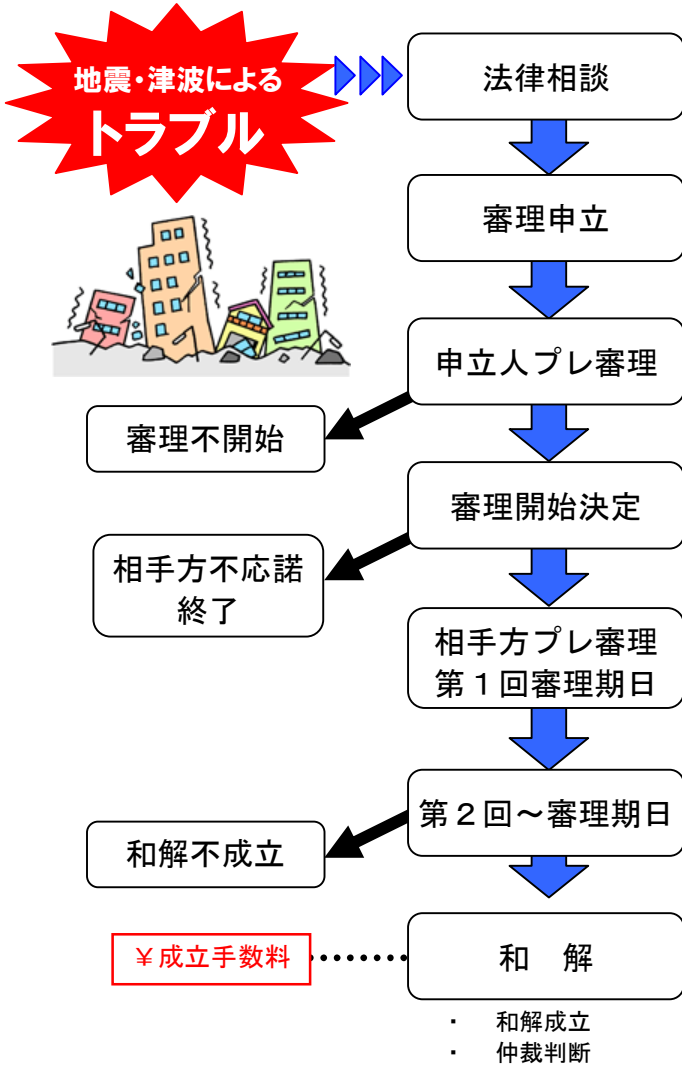 地震・津波による
トラブル
法律相談
審理申立
申立人プレ審理
審理不開始
審理開始決定
相手方不応諾
終了
相手方プレ審理
第１回審理期日
第２回～審理期日
和解不成立
￥成立手数料
和　解
・　和解成立
・　仲裁判断